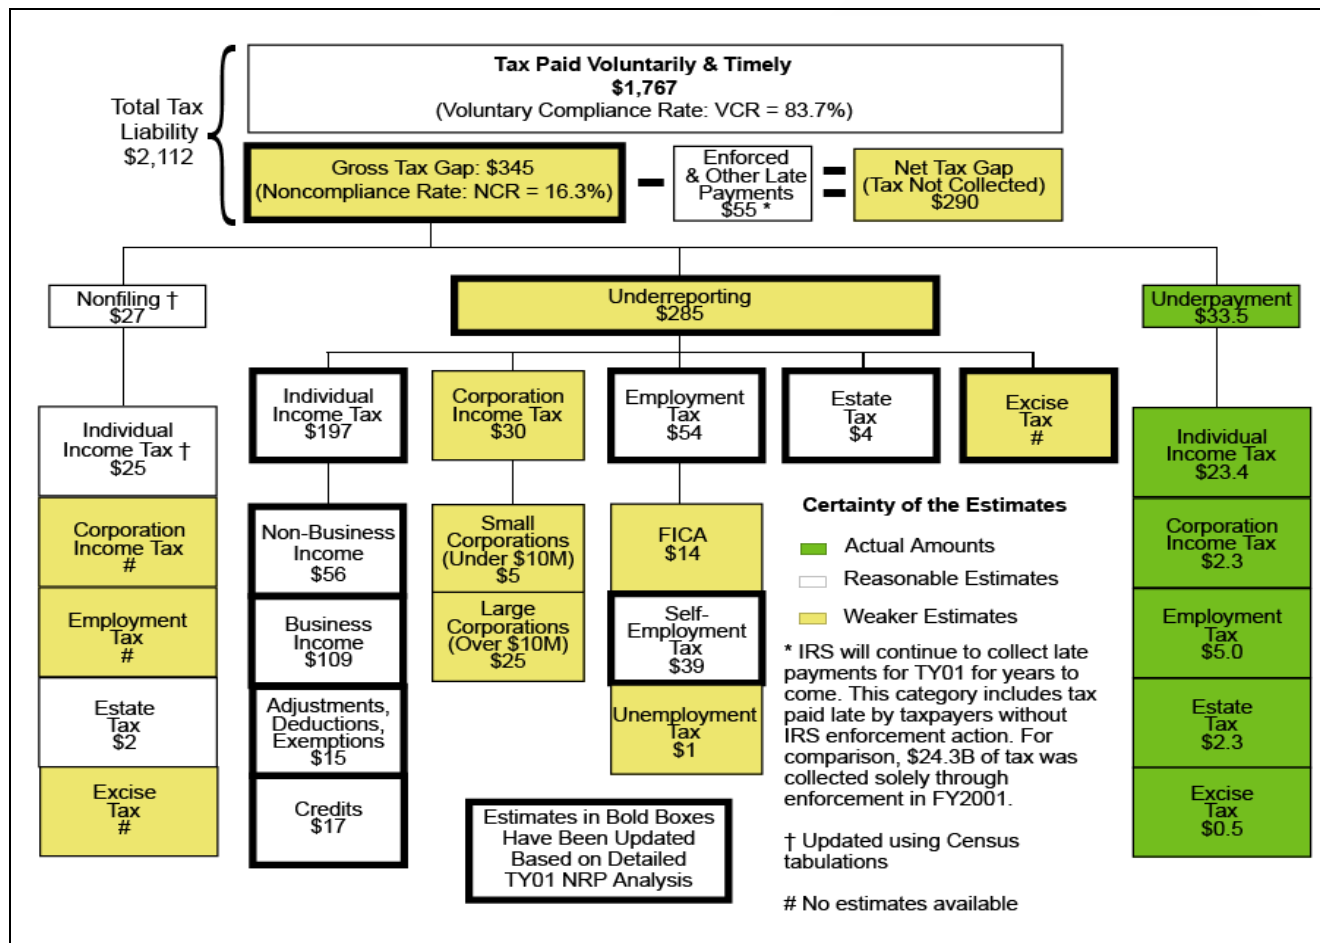 Tax Paid Voluntarily & Timely
$1,767
(Voluntary Compliance Rate: VCR = 83.7%)
Total Tax
Liability
$2,112
Gross Tax Gap: $345
(Noncompliance Rate: NCR = 16.3%)
Enforced
& Other Late
Payments
$55 *
Net Tax Gap
(Tax Not Collected)
$290
Nonfiling †
$27
Underreporting
$285
Underpayment
$33.5
Individual
Income Tax †
$25
Corporation
Income Tax
#
Employment
Tax
#
Estate
Tax
$2
Excise
Tax
#
Individual
Income Tax
$197
Non-Business
Income
$56
Business
Income
$109
Adjustments,
Deductions,
Exemptions
$15
Credits
$17
Corporation
Income Tax
$30
Small
Corporations
(Under $10M)
$5
Large
Corporations
(Over $10M)
$25
Employment
Tax
$54
FICA
$14
Self-
Employment
Tax
$39
Unemployment
Tax
$1
Estate
Tax
$4
Excise
Tax
#
Individual
Income Tax
$23.4
Corporation
Income Tax
$2.3
Employment
Tax
$5.0
Estate
Tax
$2.3
Excise
Tax
$0.5
Certainty of the Estimates
Actual Amounts
Reasonable Estimates
Weaker Estimates
* IRS will continue to collect late
payments for TY01 for years to
come. This category includes tax
paid late by taxpayers without
IRS enforcement action. For
comparison, $24.3B of tax was
collected solely through
enforcement in FY2001.
† Updated using Census
tabulations
# No estimates available
Estimates in Bold Boxes
Have Been Updated
Based on Detailed
TY01 NRP Analysis